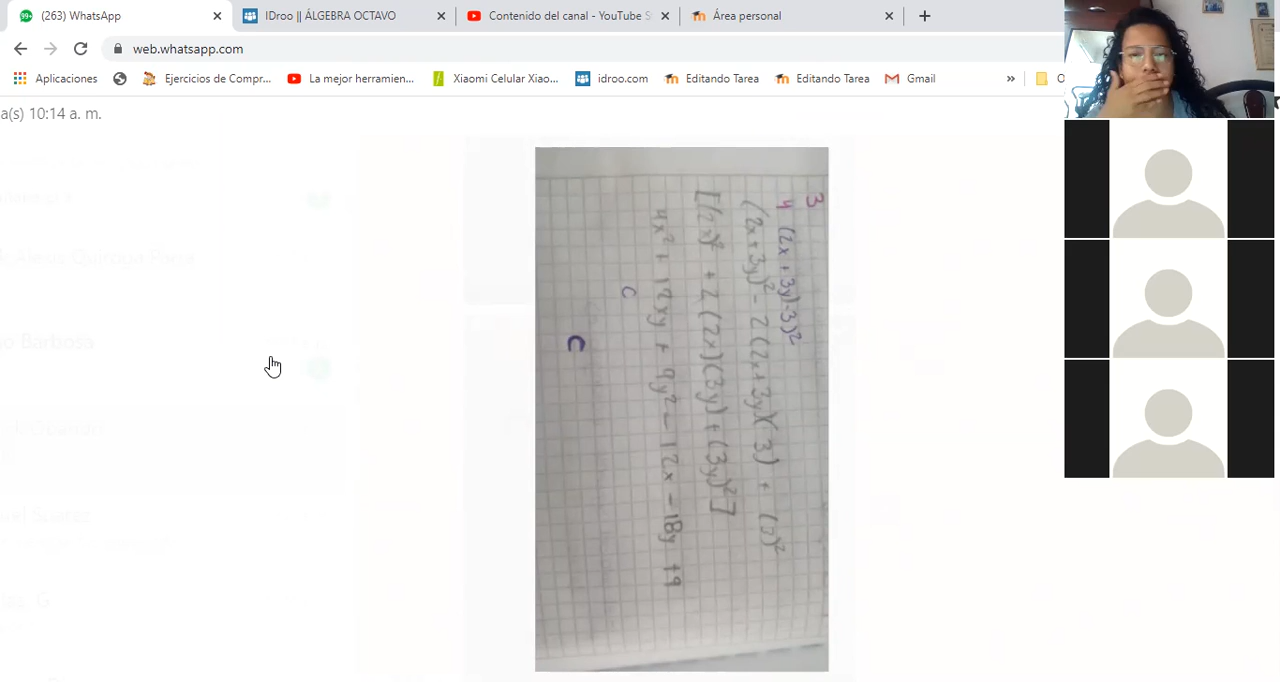 (263) WhatsApp
IDroo || ÁLGEBRA OCTAVO
Contenido del canal - YouTube S
Área personal
web.whatsapp.com
Aplicaciones
Ejercicios de Compr...
La mejor herramien...
Xiaomi Celular Xiao...
idroo.com
Editando Tarea
Editando Tarea
Gmail
»
a(s) 10:14 a. m.
io Barbosa
3
4 (2x + 3y)-3)²
(2x + 3y)² - 2(2x+3y)(3) + (3)²
[(2x)² + 2(2x)(3y)+(3y)²]
4x² + 12xy + 9y² - 12x - 18y +9
c
C